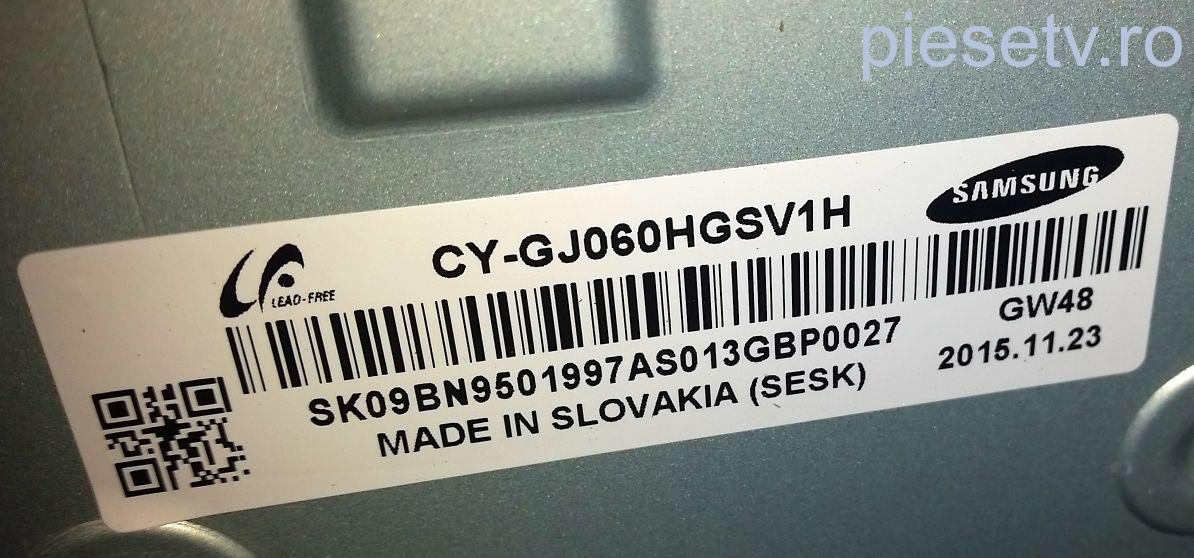 piesetv.ro
SAMSUNG
CY-GJ060HGSV1H
LEAD-FREE
GW48
SK09BN9501997AS013GBP0027
2015.11.23
MADE IN SLOVAKIA (SESK)